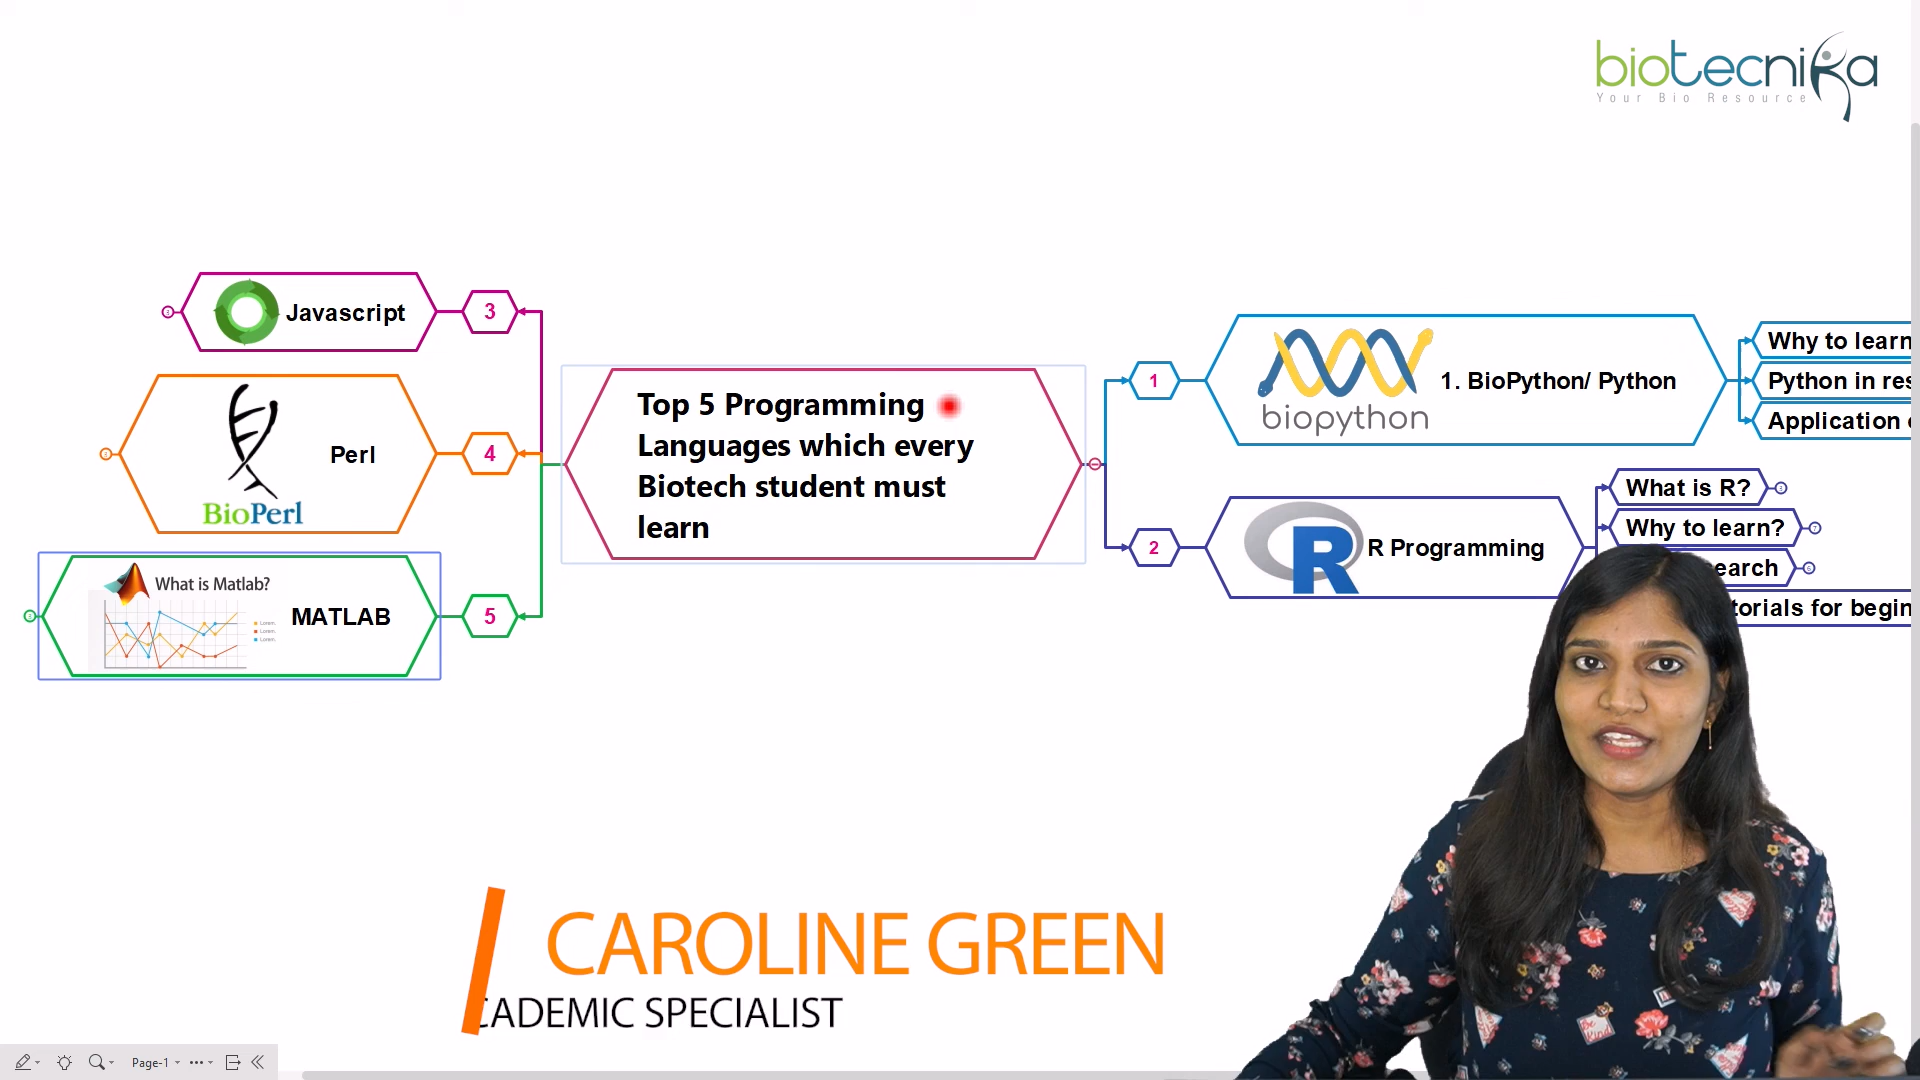 biotecnika
Your Bio Resource
3
Javascript
4
Perl
BioPerl
5
What is Matlab?
MATLAB
Top 5 Programming
Languages which every
Biotech student must
learn
1
biopython
1. BioPython/ Python
Why to learn
Python in res
Application
2
R
R Programming
What is R?
Why to learn?
earch
torials for begin
CAROLINE GREEN
CADEMIC SPECIALIST
Page-1